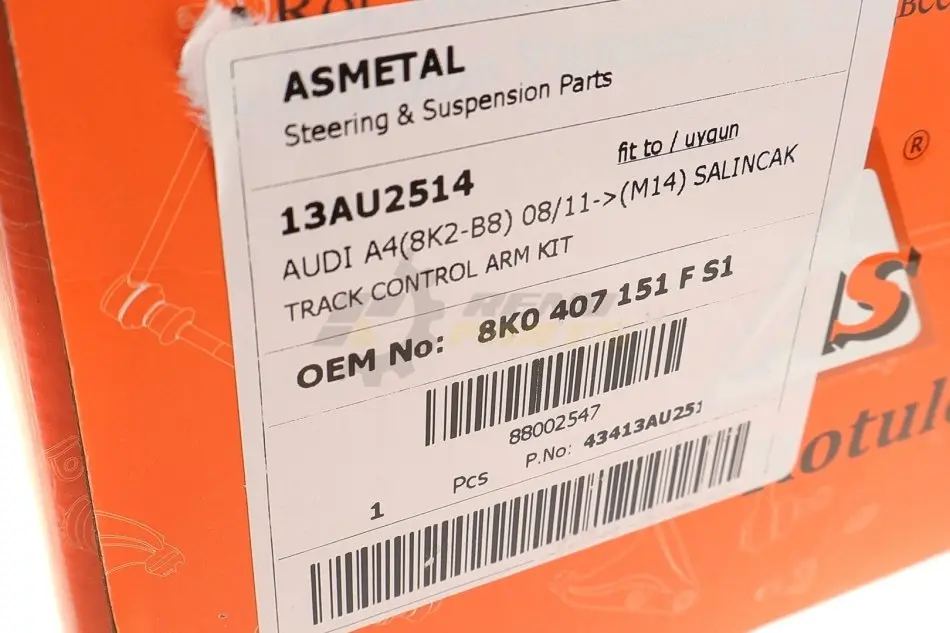 ASMETAL
Steering & Suspension Parts
fit to / uygun
13AU2514
AUDI A4(8K2-B8) 08/11->(M14) SALINCAK
TRACK CONTROL ARM KIT
OEM No: 8K0 407 151 F S1
88002547
1 Pcs P.No: 43413AU251
®
S